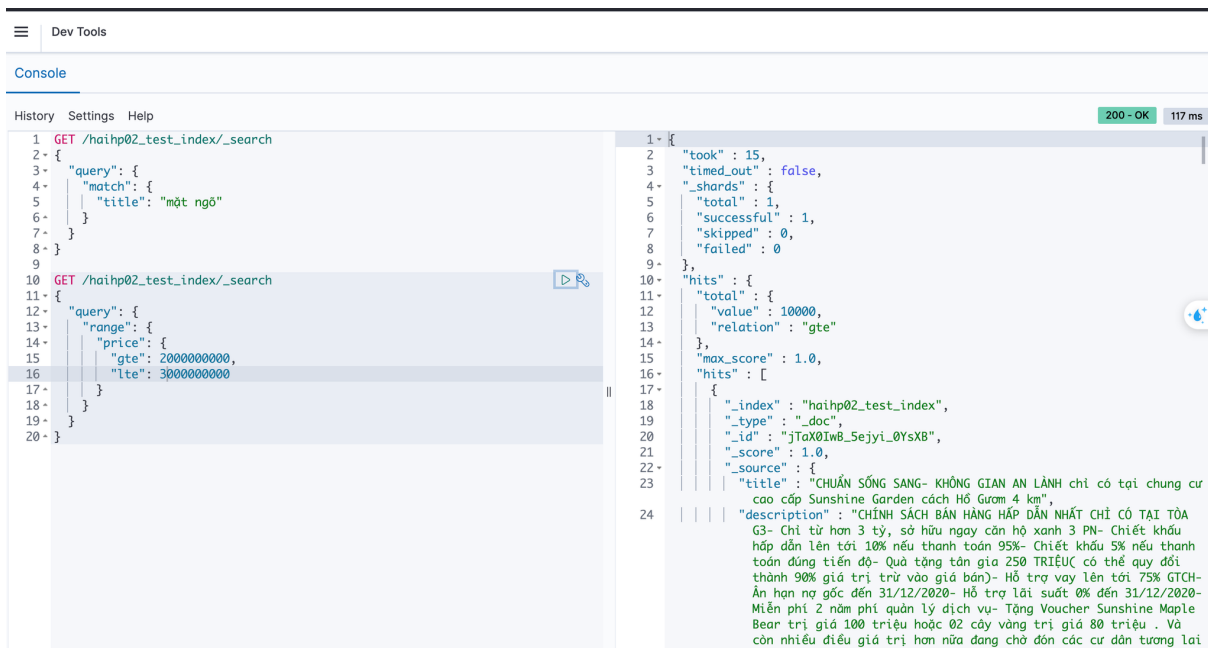 Dev Tools
Console
History Settings Help
200 - OK 117 ms
1 GET /haihp02_test_index/_search
2 {
3 "query": {
4 "match": {
5 "title": "mặt ngõ"
6 }
7 }
8 }
9
10 GET /haihp02_test_index/_search
11 {
12 "query": {
13 "range": {
14 "price": {
15 "gte": 2000000000,
16 "lte": 3000000000
17 }
18 }
19 }
20 }
1 {
2 "took" : 15,
3 "timed_out" : false,
4 "_shards" : {
5 "total" : 1,
6 "successful" : 1,
7 "skipped" : 0,
8 "failed" : 0
9 },
10 "hits" : {
11 "total" : {
12 "value" : 10000,
13 "relation" : "gte"
14 },
15 "max_score" : 1.0,
16 "hits" : [
17 {
18 "_index" : "haihp02_test_index",
19 "_type" : "_doc",
20 "_id" : "jTaX0IwB_5ejyi_0YsXB",
21 "_score" : 1.0,
22 "_source" : {
23 "title" : "CHUẨN SỐNG SANG- KHÔNG GIAN AN LÀNH chỉ có tại chung cư
cao cấp Sunshine Garden cách Hồ Gươm 4 km",
24 "description" : "CHÍNH SÁCH BÁN HÀNG HẤP DẪN NHẤT CHỈ CÓ TẠI TÒA
G3- Chỉ từ hơn 3 tỷ, sở hữu ngay căn hộ xanh 3 PN- Chiết khấu
hấp dẫn lên tới 10% nếu thanh toán 95%- Chiết khấu 5% nếu thanh
toán đúng tiến độ- Quà tặng tân gia 250 TRIỆU( có thể quy đổi
thành 90% giá trị trừ vào giá bán)- Hỗ trợ vay lên tới 75% GTCH-
Ân hạn nợ gốc đến 31/12/2020- Hỗ trợ lãi suất 0% đến 31/12/2020-
Miễn phí 2 năm phí quản lý dịch vụ- Tặng Voucher Sunshine Maple
Bear trị giá 100 triệu hoặc 02 cây vàng trị giá 80 triệu . Và
còn nhiều điều giá trị hơn nữa đang chờ đón các cư dân tương lai